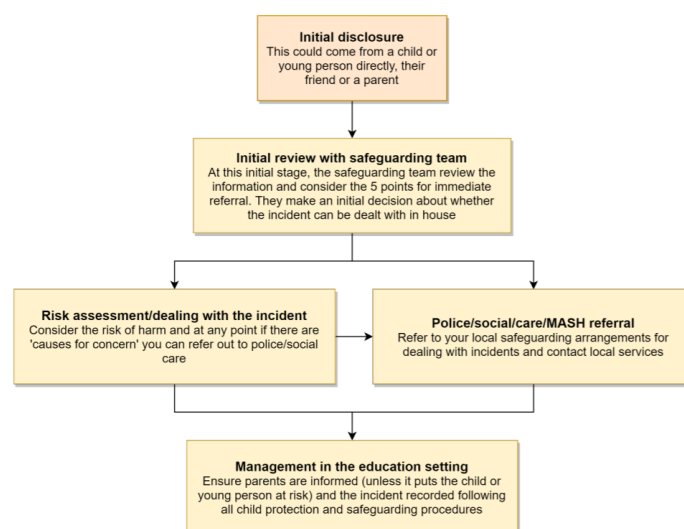 Initial disclosure
This could come from a child or
young person directly, their
friend or a parent
Initial review with safeguarding team
At this initial stage, the safeguarding team review the
information and consider the 5 points for immediate
referral. They make an initial decision about whether
the incident can be dealt with in house
Risk assessment/dealing with the incident
Consider the risk of harm and at any point if there are
'causes for concern' you can refer out to police/social
care
Police/social/care/MASH referral
Refer to your local safeguarding arrangements for
dealing with incidents and contact local services
Management in the education setting
Ensure parents are informed (unless it puts the child or
young person at risk) and the incident recorded following
all child protection and safeguarding procedures